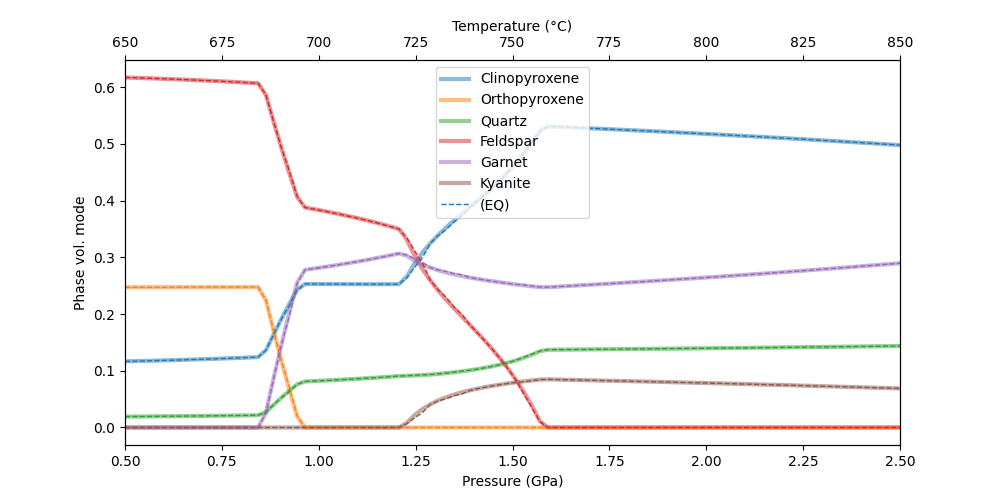 Temperature (°C)
650 675 700 725 750 775 800 825 850
Phase vol. mode
0.6
0.5
0.4
0.3
0.2
0.1
0.0
Clinopyroxene
Orthopyroxene
Quartz
Feldspar
Garnet
Kyanite
(EQ)
0.50 0.75 1.00 1.25 1.50 1.75 2.00 2.25 2.50
Pressure (GPa)